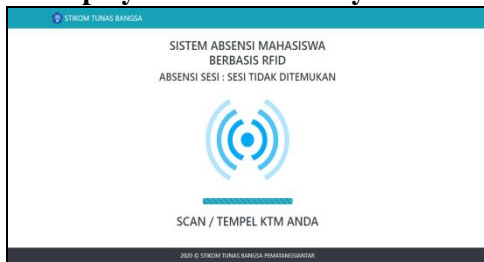 STIKOM TUNAS BANGSA
SISTEM ABSENSI MAHASISWA
BERBASIS RFID
ABSENSI SESI : SESI TIDAK DITEMUKAN
SCAN / TEMPEL KTM ANDA
2020 © STIKOM TUNAS BANGSA PEMATANGSIANTAR